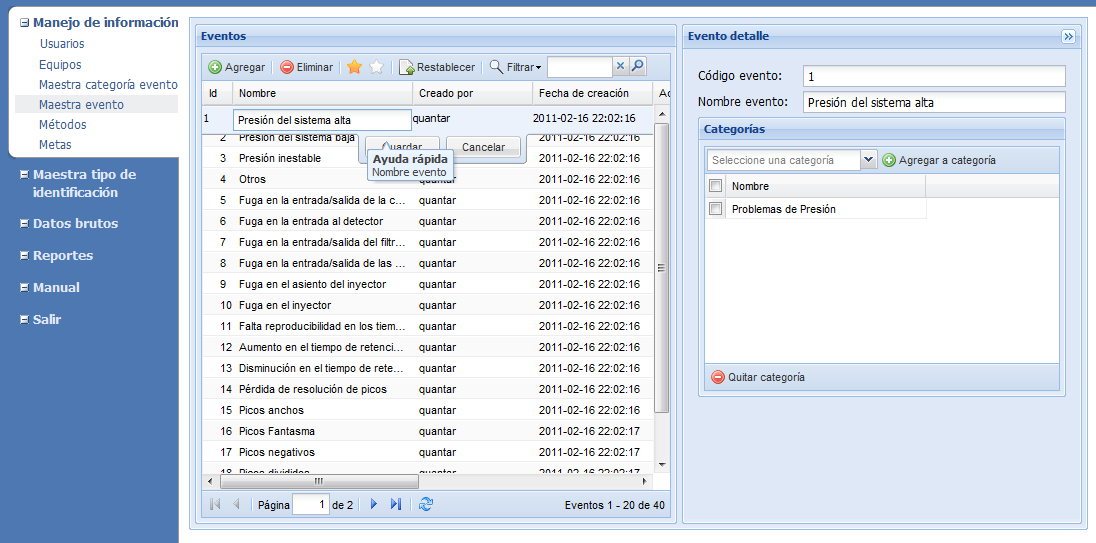 Manejo de información
Usuarios
Equipos
Maestra categoría evento
Maestra evento
Métodos
Metas
Maestra tipo de
identificación
Datos brutos
Reportes
Manual
Salir
Eventos
Agregar Eliminar Restablecer Filtrar
Id Nombre Creado por Fecha de creación Ac
1 Presión del sistema alta quantar 2011-02-16 22:02:16
2 Presión del sistema baja 2011-02-16 22:02:16
Guardar Cancelar
Ayuda rápida
Nombre evento
3 Presión inestable 2011-02-16 22:02:16
4 Otros quantar 2011-02-16 22:02:16
5 Fuga en la entrada/salida de la c... quantar 2011-02-16 22:02:16
6 Fuga en la entrada al detector quantar 2011-02-16 22:02:16
7 Fuga en la entrada/salida del filtr... quantar 2011-02-16 22:02:16
8 Fuga en la entrada/salida de las ... quantar 2011-02-16 22:02:16
9 Fuga en el asiento del inyector quantar 2011-02-16 22:02:16
10 Fuga en el inyector quantar 2011-02-16 22:02:16
11 Falta reproducibilidad en los tiem... quantar 2011-02-16 22:02:16
12 Aumento en el tiempo de retenci... quantar 2011-02-16 22:02:16
13 Disminución en el tiempo de rete... quantar 2011-02-16 22:02:16
14 Pérdida de resolución de picos quantar 2011-02-16 22:02:16
15 Picos anchos quantar 2011-02-16 22:02:16
16 Picos Fantasma quantar 2011-02-16 22:02:17
17 Picos negativos quantar 2011-02-16 22:02:17
18 Picos divididos quantar 2011-02-16 22:02:17
Página 1 de 2 Eventos 1 - 20 de 40
Evento detalle
Código evento: 1
Nombre evento: Presión del sistema alta
Categorías
Seleccione una categoría Agregar a categoría
Nombre
Problemas de Presión
Quitar categoría